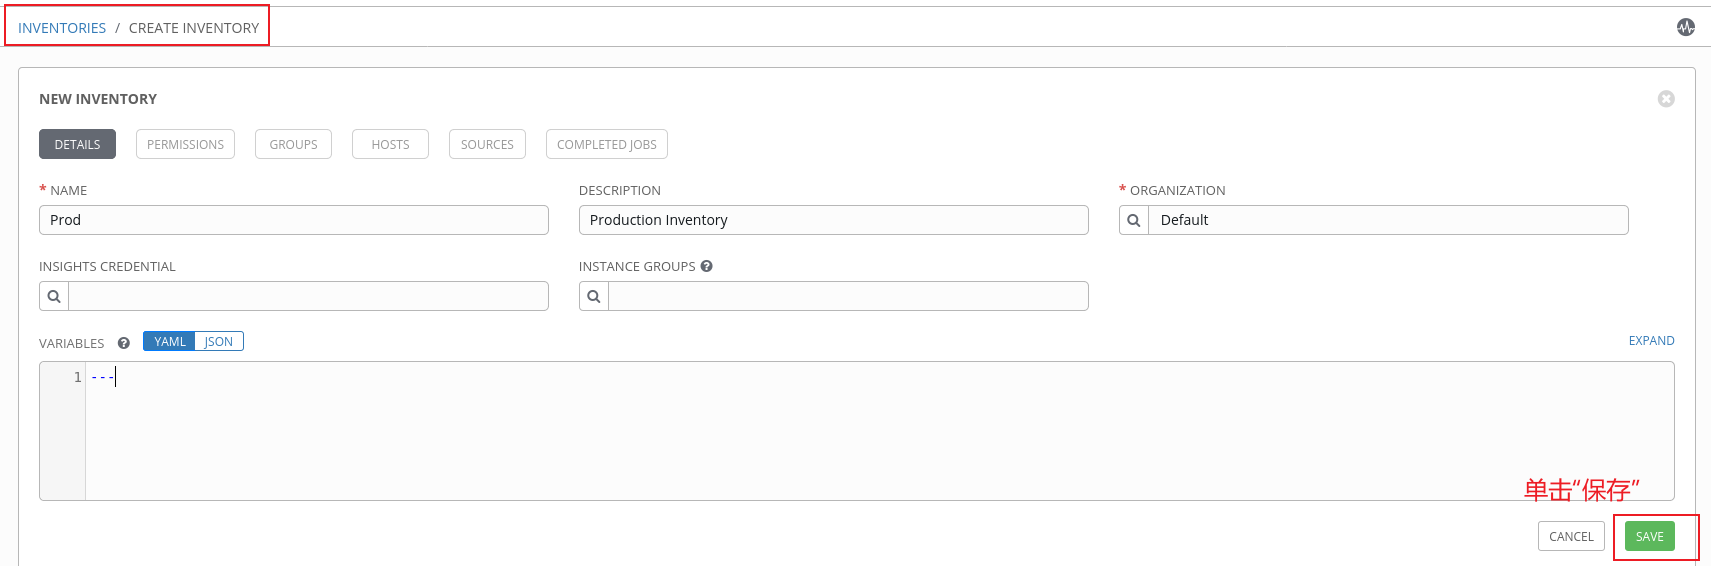 INVENTORIES / CREATE INVENTORY
NEW INVENTORY
DETAILS PERMISSIONS GROUPS HOSTS SOURCES COMPLETED JOBS
* NAME DESCRIPTION * ORGANIZATION
Prod Production Inventory Default
INSIGHTS CREDENTIAL INSTANCE GROUPS ?
VARIABLES ? YAML JSON EXPAND
1 ---
单击“保存”
CANCEL SAVE